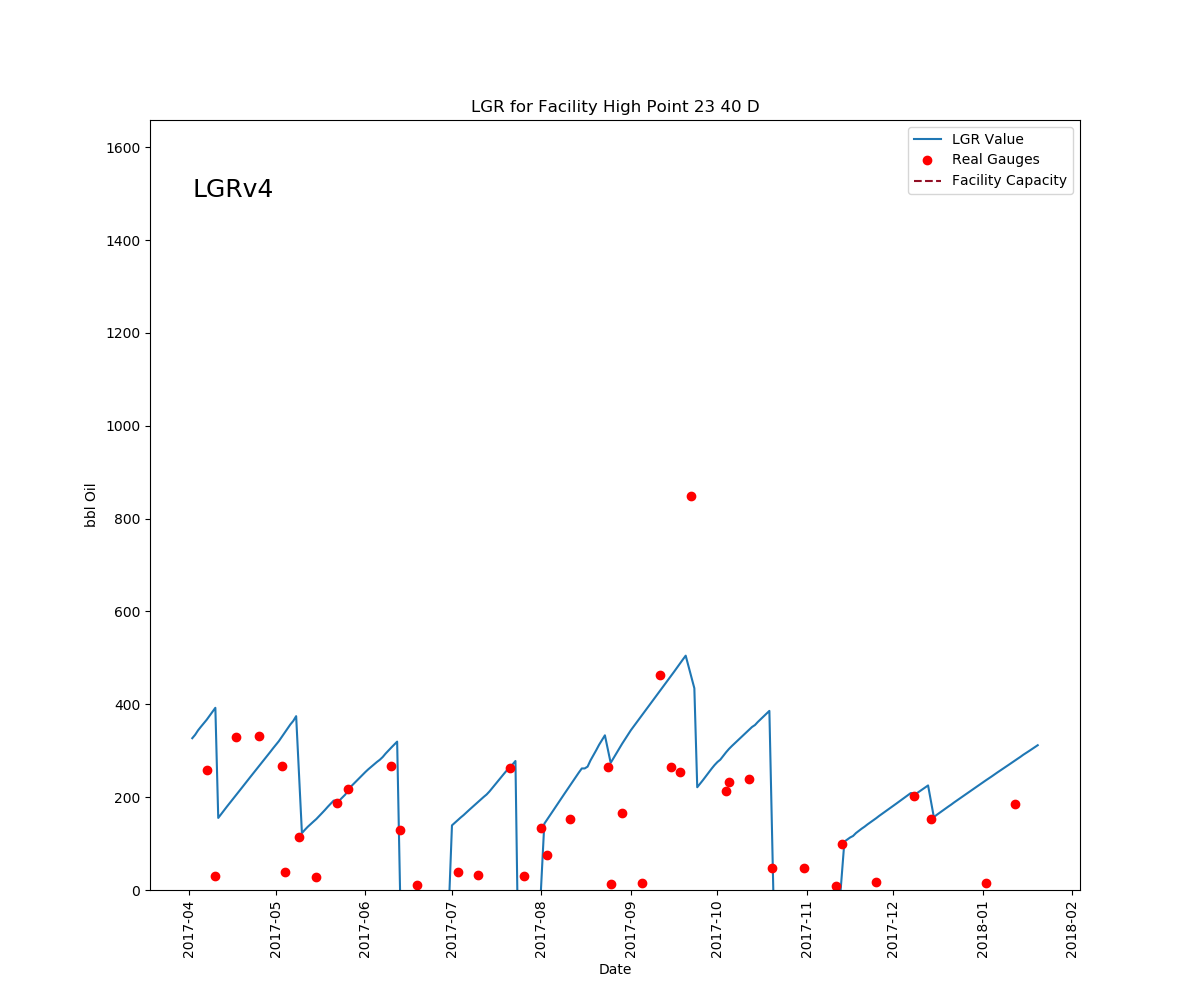 LGR for Facility High Point 23 40 D
LGRv4
LGR Value
Real Gauges
Facility Capacity
bbl Oil
1600
1400
1200
1000
800
600
400
200
0
2017-04
2017-05
2017-06
2017-07
2017-08
2017-09
2017-10
2017-11
2017-12
2018-01
2018-02
Date